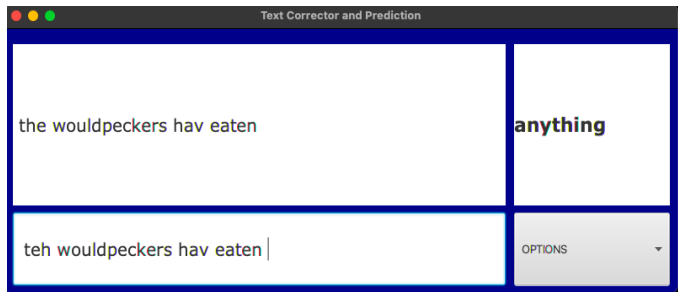 Text Corrector and Prediction
the wouldpeckers hav eaten
anything
teh wouldpeckers hav eaten
OPTIONS